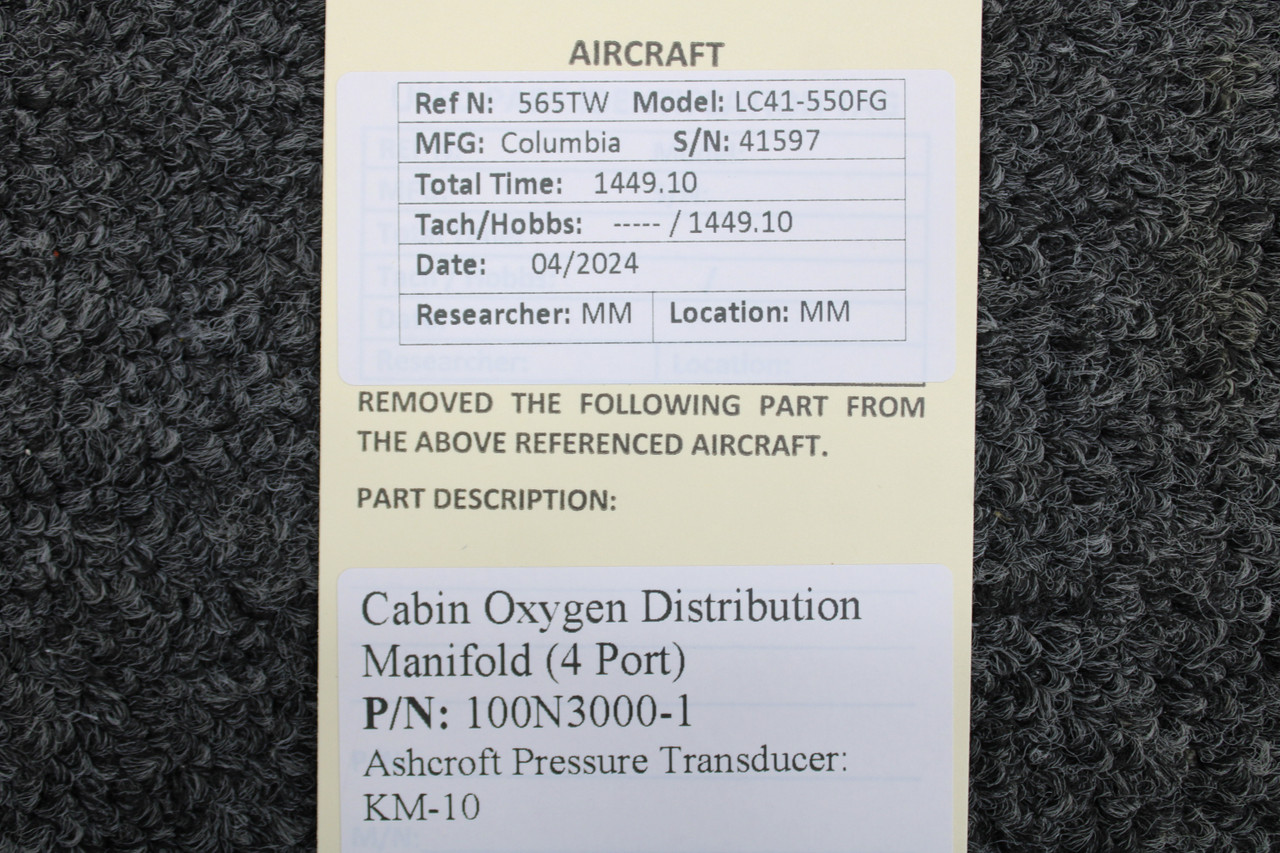 AIRCRAFT
Ref N: 565TW Model: LC41-550FG
MFG: Columbia S/N: 41597
Total Time: 1449.10
Tach/Hobbs: ----- / 1449.10
Date: 04/2024
Researcher: MM Location: MM
Researcher: Location:
REMOVED THE FOLLOWING PART FROM
THE ABOVE REFERENCED AIRCRAFT.
PART DESCRIPTION:
Cabin Oxygen Distribution
Manifold (4 Port)
P/N: 100N3000-1
Ashcroft Pressure Transducer:
KM-10
M/N: